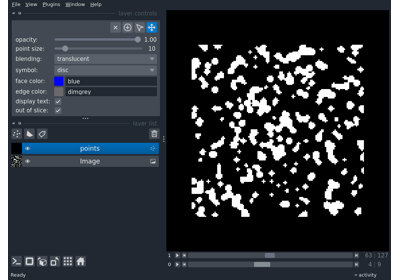 File View Plugins Window Help
layer controls
opacity: 1.00
point size: 10
blending: translucent
symbol: disc
face color: blue
edge color: dimgrey
display text:
out of slice:
layer list
points
Image
1 63 127
0 4 9
activity